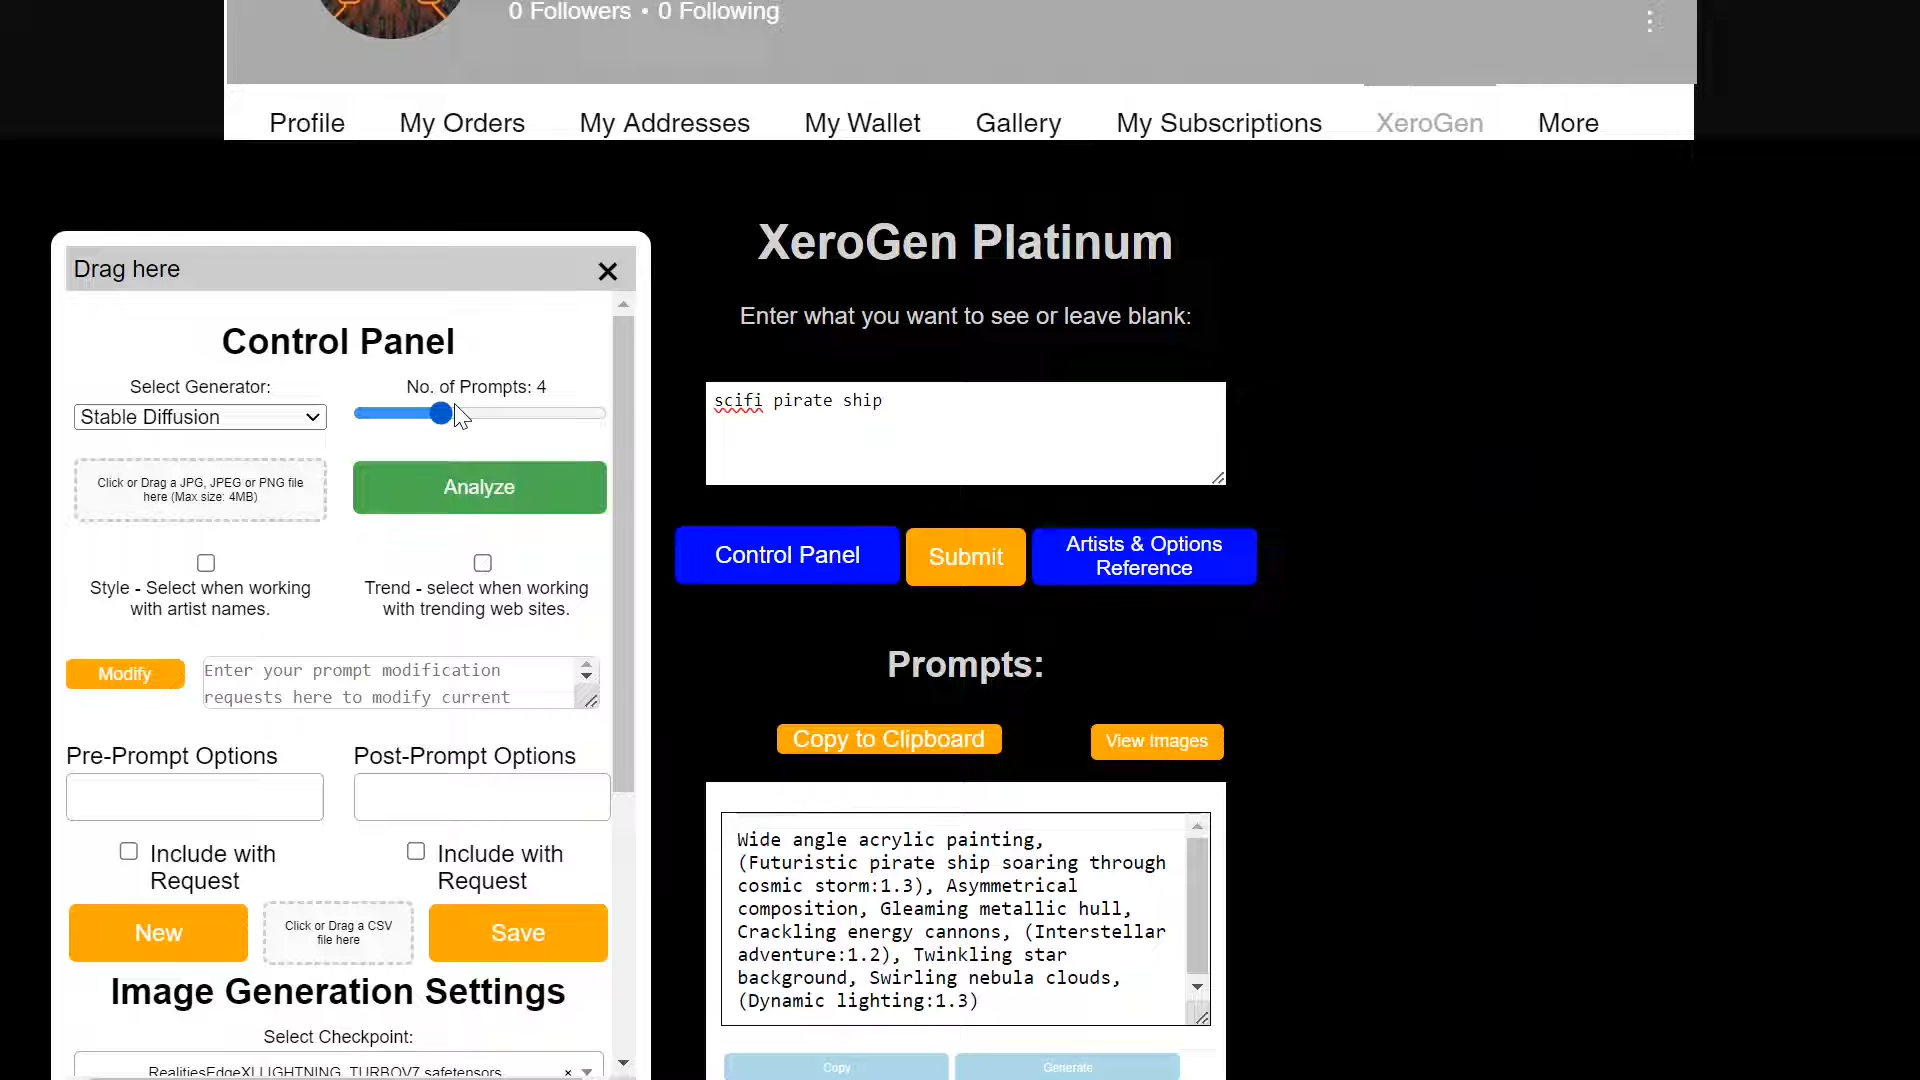 0 Followers • 0 Following
Profile My Orders My Addresses My Wallet Gallery My Subscriptions XeroGen More
Drag here
Control Panel
Select Generator:
Stable Diffusion
No. of Prompts: 4
Click or Drag a JPG, JPEG or PNG file
here (Max size: 4MB)
Analyze
Style - Select when working
with artist names.
Trend - select when working
with trending web sites.
Modify
Enter your prompt modification
requests here to modify current
Pre-Prompt Options
Post-Prompt Options
Include with
Request
Include with
Request
New
Click or Drag a CSV
file here
Save
Image Generation Settings
Select Checkpoint:
RealitiesEdgeXLLIGHTNING_TURBOV7.safetensors
XeroGen Platinum
Enter what you want to see or leave blank:
scifi pirate ship
Control Panel
Submit
Artists & Options
Reference
Prompts:
Copy to Clipboard
View Images
Wide angle acrylic painting,
(Futuristic pirate ship soaring through
cosmic storm:1.3), Asymmetrical
composition, Gleaming metallic hull,
Crackling energy cannons, (Interstellar
adventure:1.2), Twinkling star
background, Swirling nebula clouds,
(Dynamic lighting:1.3)
Copy
Generate